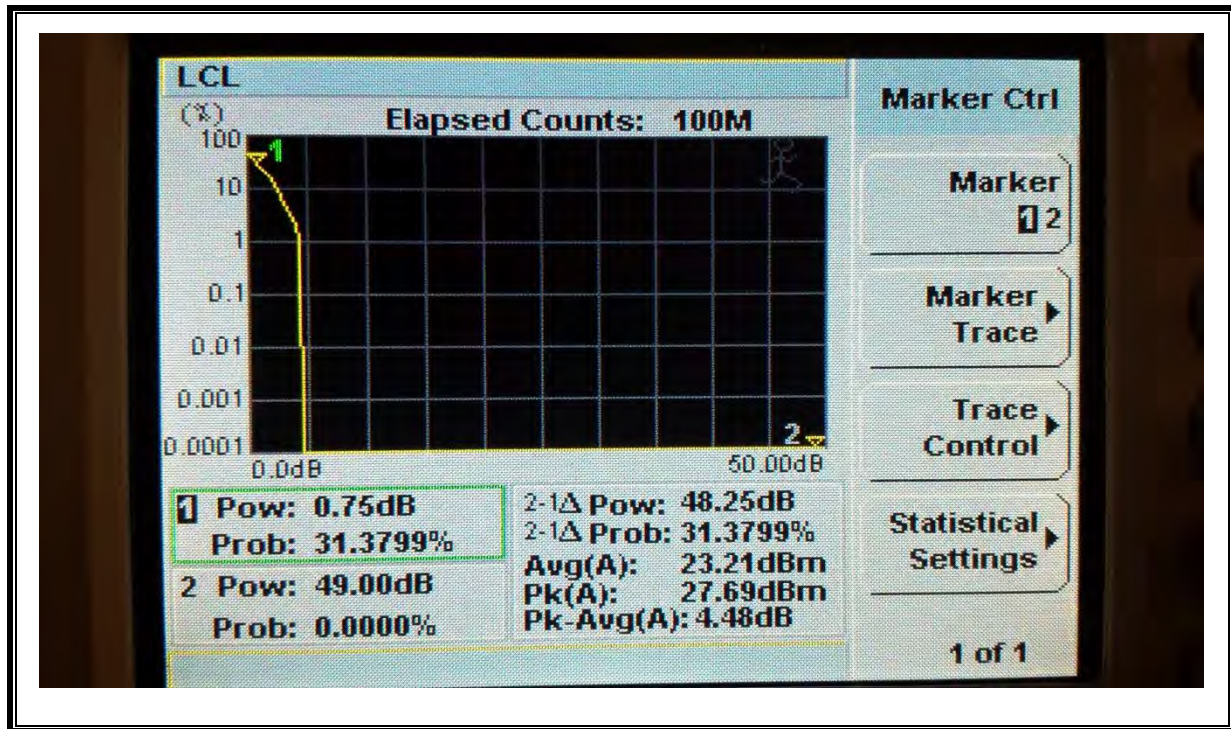 LCL
(%)
Elapsed Counts: 100M
100
10
1
0.1
0.01
0.001
0.0001
0.0dB
50.00dB
1
2
1 Pow: 0.75dB
Prob: 31.3799%
2 Pow: 49.00dB
Prob: 0.0000%
2-1Δ Pow: 48.25dB
2-1Δ Prob: 31.3799%
Avg(A): 23.21dBm
Pk(A): 27.69dBm
Pk-Avg(A): 4.48dB
Marker Ctrl
Marker
1 2
Marker
Trace
Trace
Control
Statistical
Settings
1 of 1